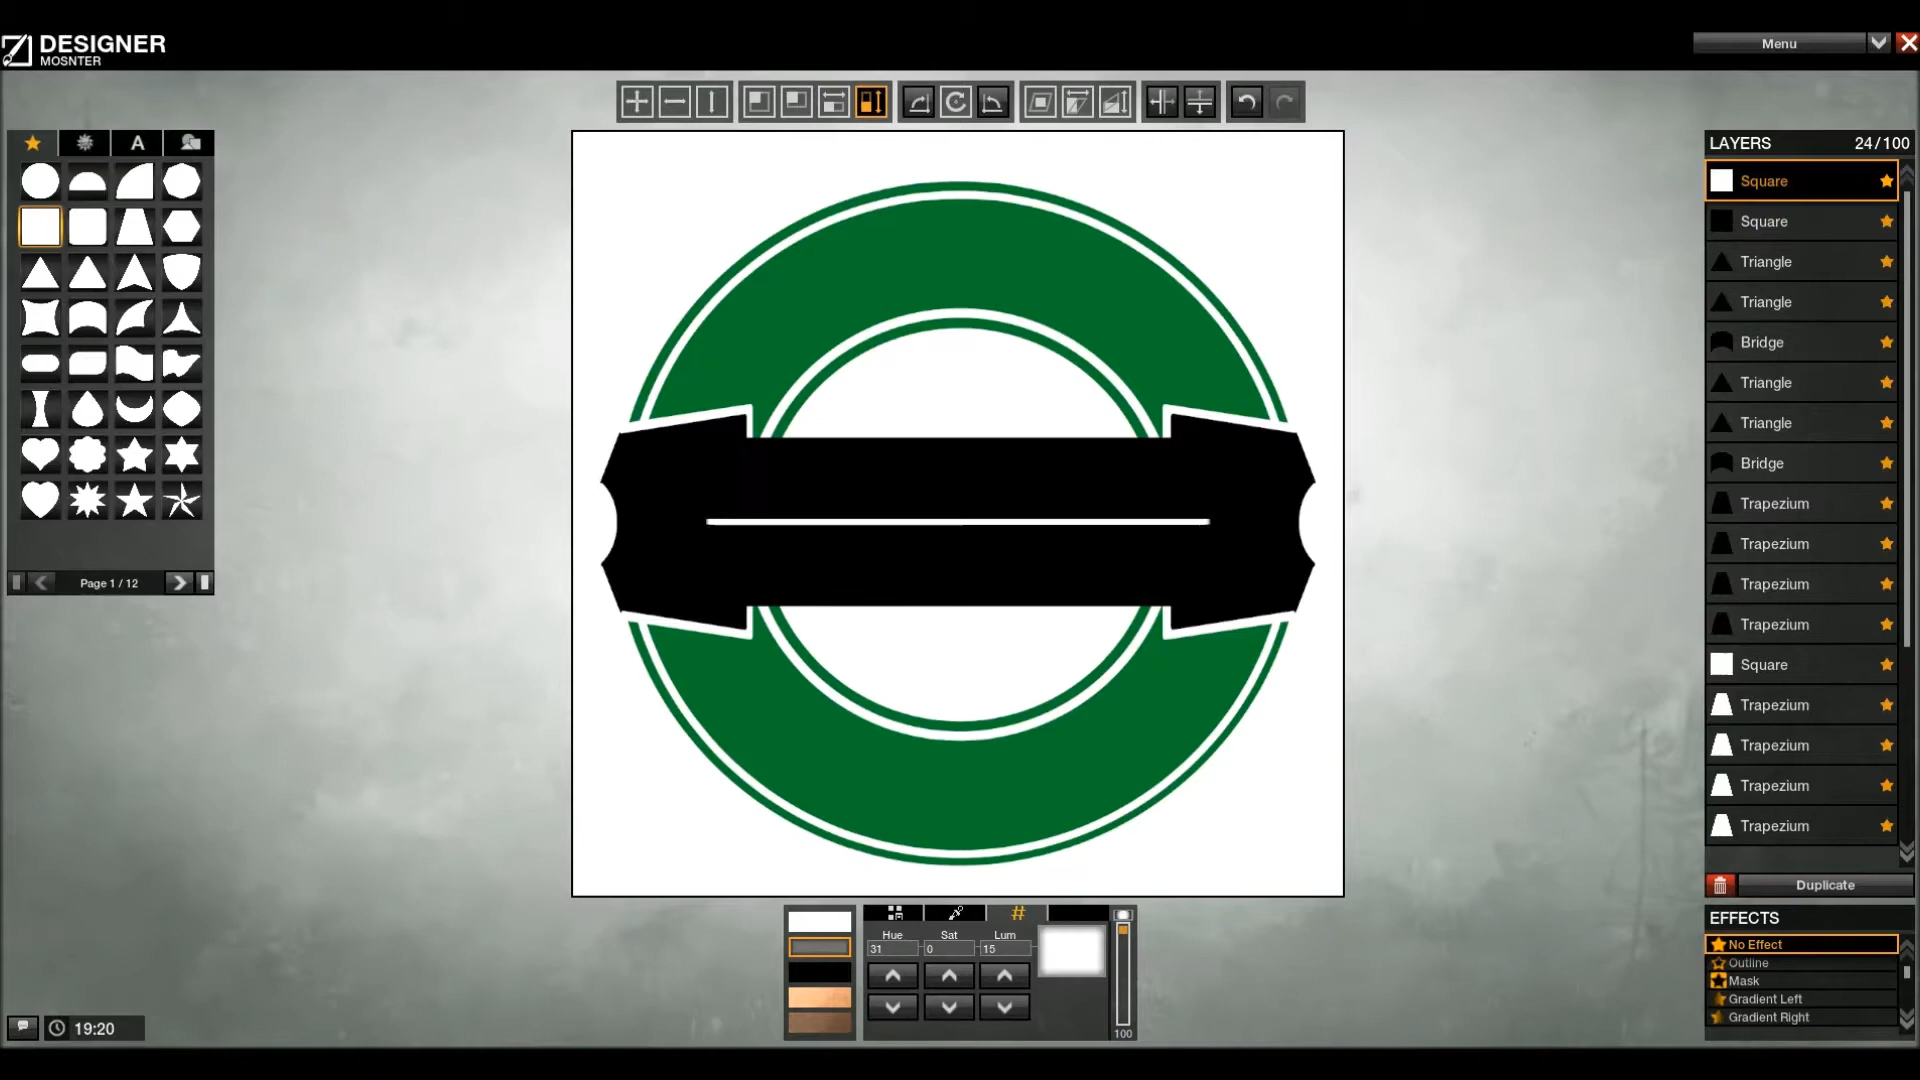 DESIGNER
MOSNTER
Menu
A
LAYERS 24/100
Square
Square
Triangle
Triangle
Bridge
Triangle
Triangle
Bridge
Trapezium
Trapezium
Trapezium
Trapezium
Square
Trapezium
Trapezium
Trapezium
Trapezium
Page 1 / 12
Duplicate
EFFECTS
No Effect
Outline
Mask
Gradient Left
Gradient Right
#
Hue Sat Lum
31 0 15
100
19:20